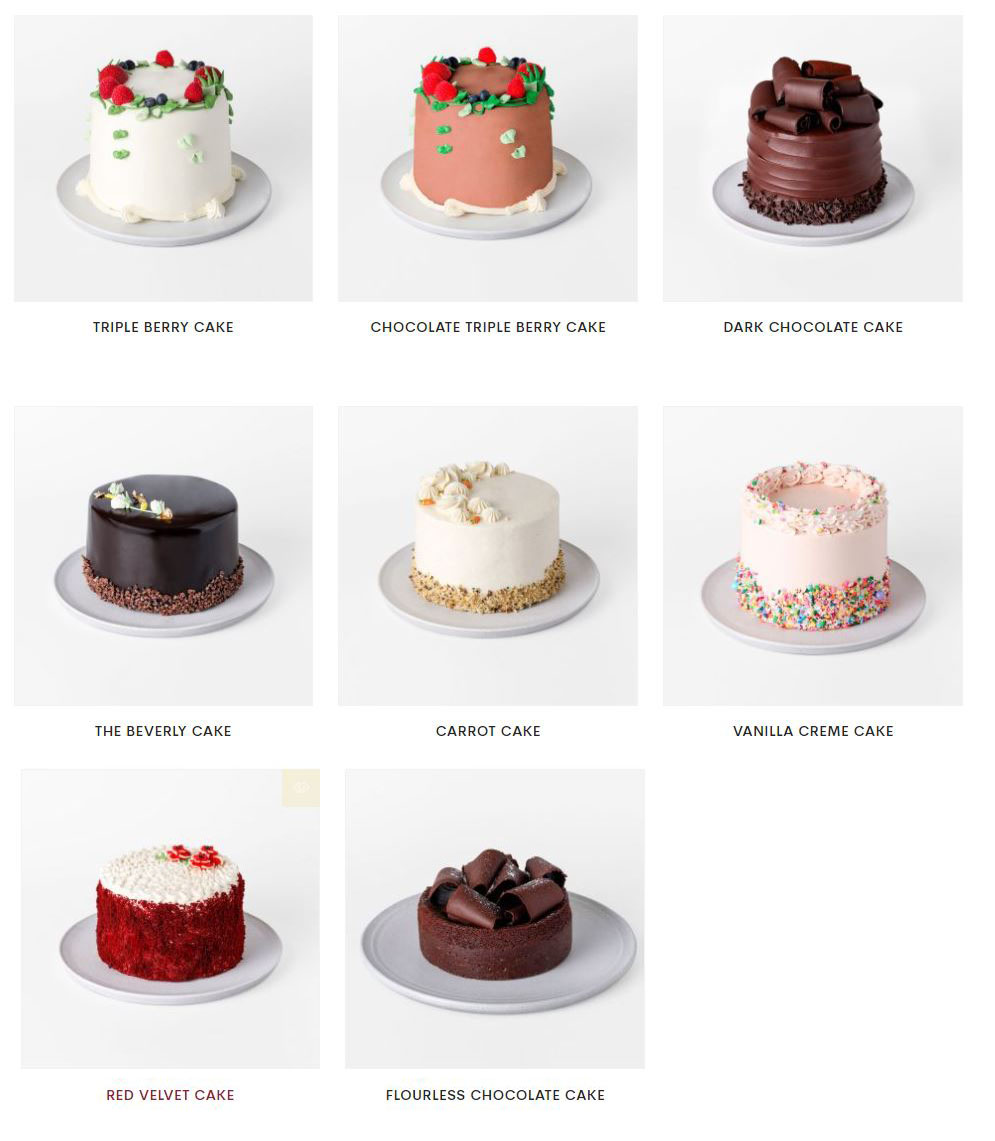 TRIPLE BERRY CAKE
CHOCOLATE TRIPLE BERRY CAKE
DARK CHOCOLATE CAKE
THE BEVERLY CAKE
CARROT CAKE
VANILLA CREME CAKE
RED VELVET CAKE
FLOURLESS CHOCOLATE CAKE